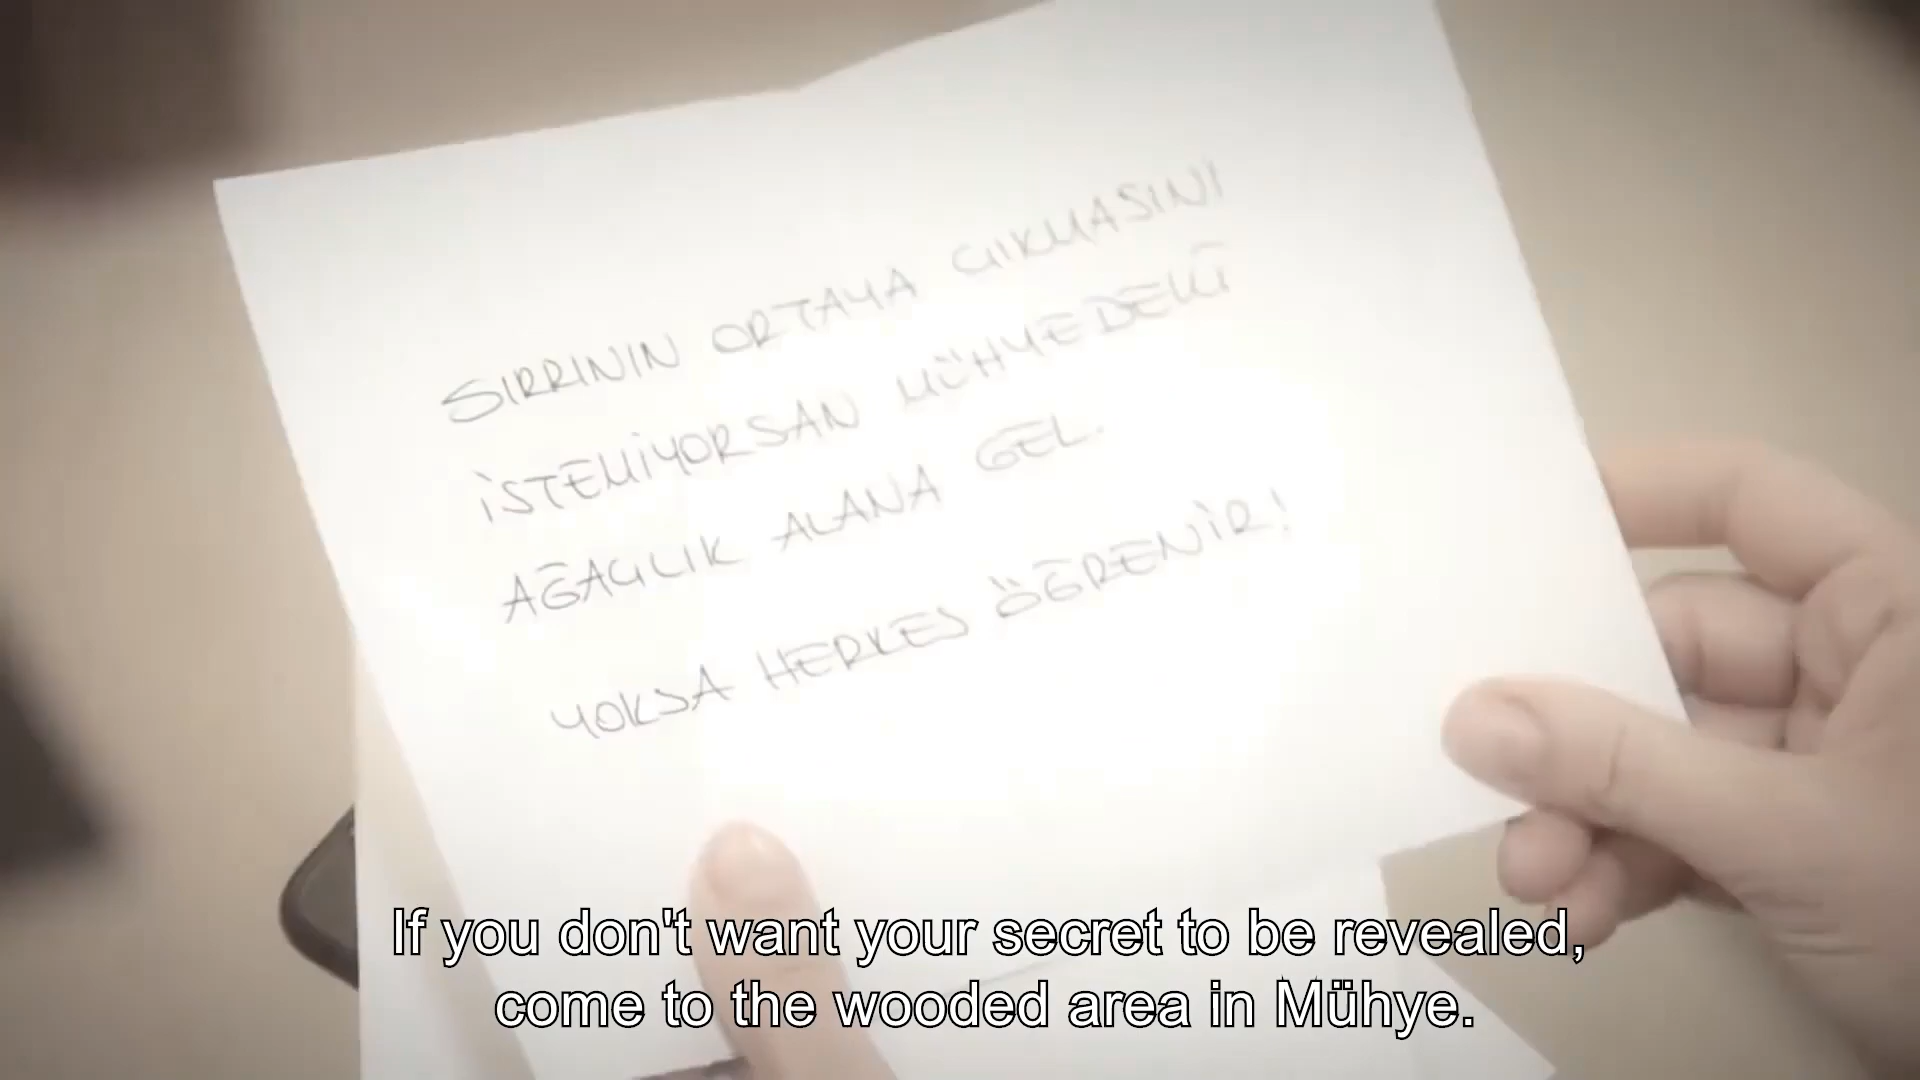 SIRRININ ORTAYA ÇIKMASINI
İSTEMİYORSAN MÜHYEDEKİ
AĞAÇLIK ALANA GEL.
YOKSA HERKES ÖĞRENİR!
If you don't want your secret to be revealed,
come to the wooded area in Mühye.